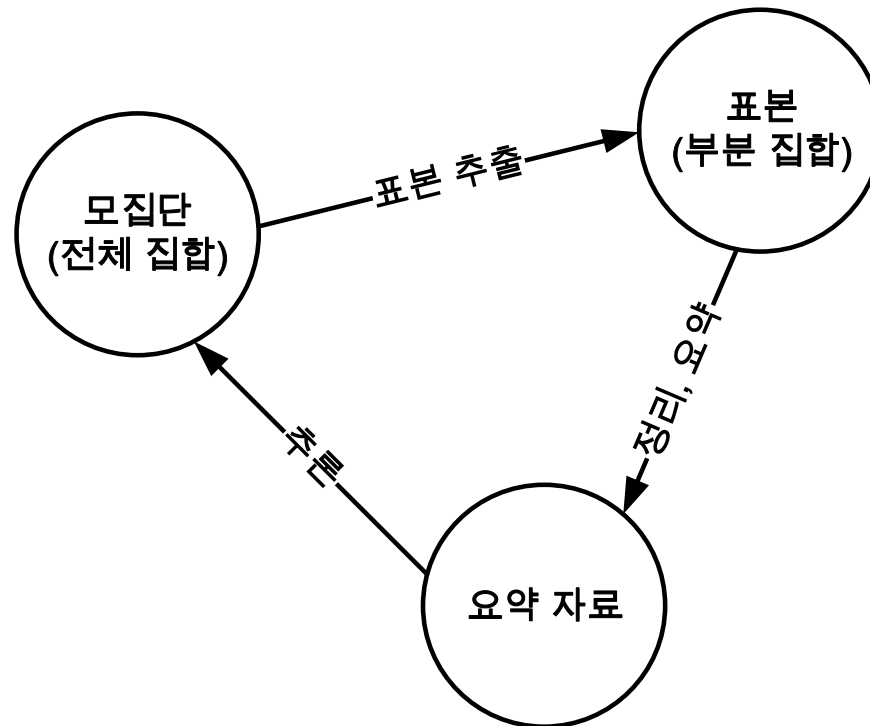 표본
(부분 집합)
표본 추출
모집단
(전체 집합)
정리, 요약
추론
요약 자료